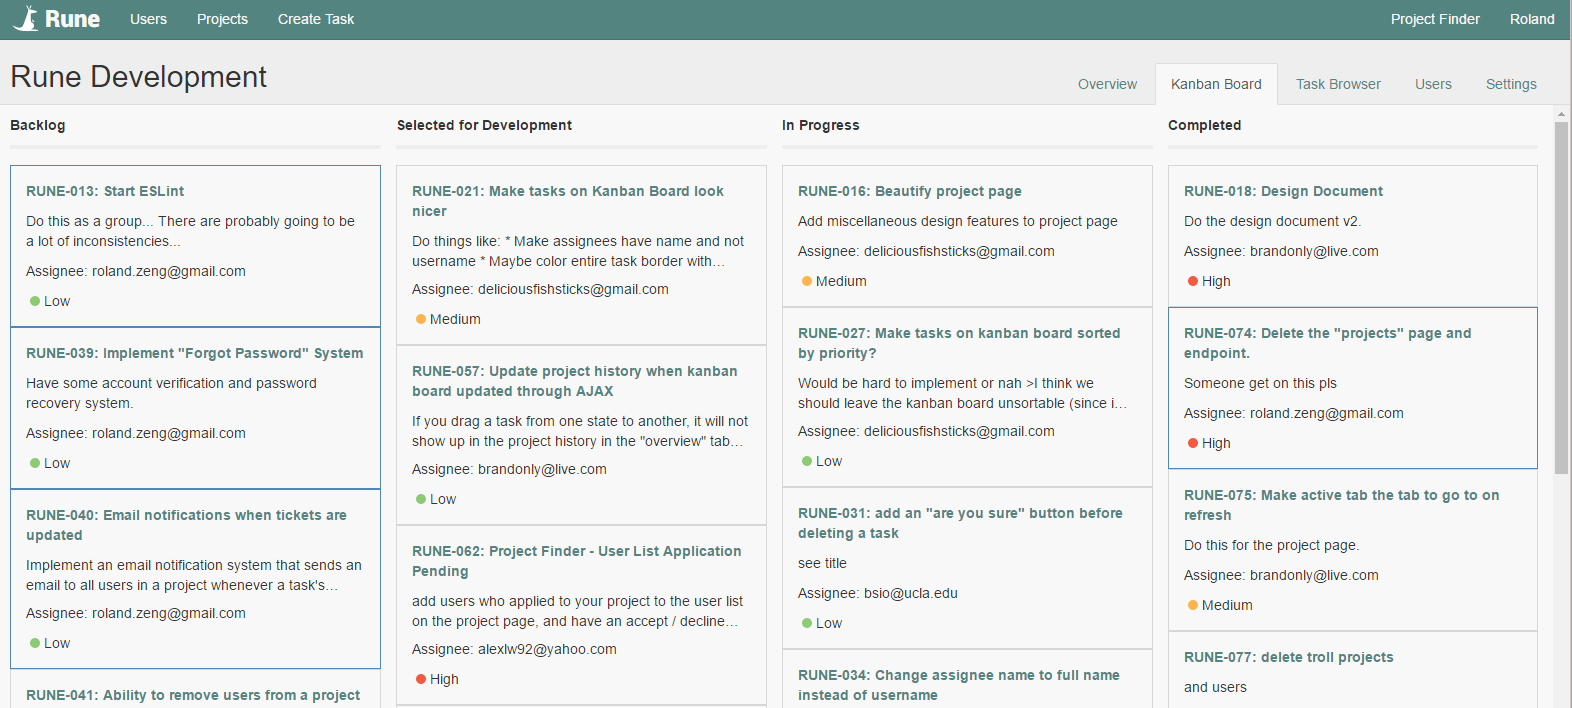 Rune Users Projects Create Task Project Finder Roland
Rune Development
Overview Kanban Board Task Browser Users Settings
Backlog
RUNE-013: Start ESLint
Do this as a group... There are probably going to be
a lot of inconsistencies...
Assignee: roland.zeng@gmail.com
Low
RUNE-039: Implement "Forgot Password" System
Have some account verification and password
recovery system.
Assignee: roland.zeng@gmail.com
Low
RUNE-040: Email notifications when tickets are
updated
Implement an email notification system that sends an
email to all users in a project whenever a task's...
Assignee: roland.zeng@gmail.com
Low
RUNE-041: Ability to remove users from a project
Selected for Development
RUNE-021: Make tasks on Kanban Board look
nicer
Do things like: * Make assignees have name and not
username * Maybe color entire task border with...
Assignee: deliciousfishsticks@gmail.com
Medium
RUNE-057: Update project history when kanban
board updated through AJAX
If you drag a task from one state to another, it will not
show up in the project history in the "overview" tab...
Assignee: brandonly@live.com
Low
RUNE-062: Project Finder - User List Application
Pending
add users who applied to your project to the user list
on the project page, and have an accept / decline...
Assignee: alexlw92@yahoo.com
High
In Progress
RUNE-016: Beautify project page
Add miscellaneous design features to project page
Assignee: deliciousfishsticks@gmail.com
Medium
RUNE-027: Make tasks on kanban board sorted
by priority?
Would be hard to implement or nah >I think we
should leave the kanban board unsortable (since i...
Assignee: deliciousfishsticks@gmail.com
Low
RUNE-031: add an "are you sure" button before
deleting a task
see title
Assignee: bsio@ucla.edu
Low
RUNE-034: Change assignee name to full name
instead of username
Completed
RUNE-018: Design Document
Do the design document v2.
Assignee: brandonly@live.com
High
RUNE-074: Delete the "projects" page and
endpoint.
Someone get on this pls
Assignee: roland.zeng@gmail.com
High
RUNE-075: Make active tab the tab to go to on
refresh
Do this for the project page.
Assignee: brandonly@live.com
Medium
RUNE-077: delete troll projects
and users